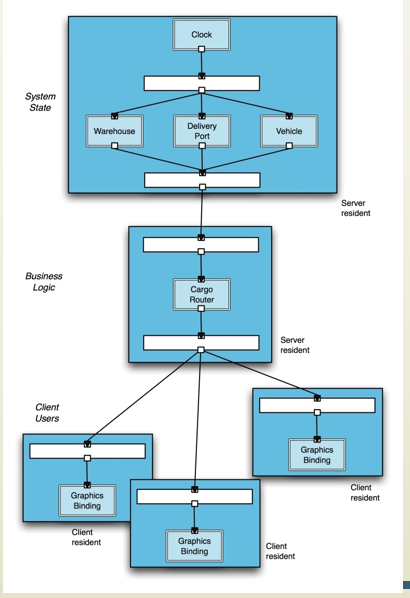 Clock
System
State
Warehouse
Delivery
Port
Vehicle
Server
resident
Business
Logic
Cargo
Router
Server
resident
Client
Users
Graphics
Binding
Client
resident
Graphics
Binding
Client
resident
Graphics
Binding
Client
resident